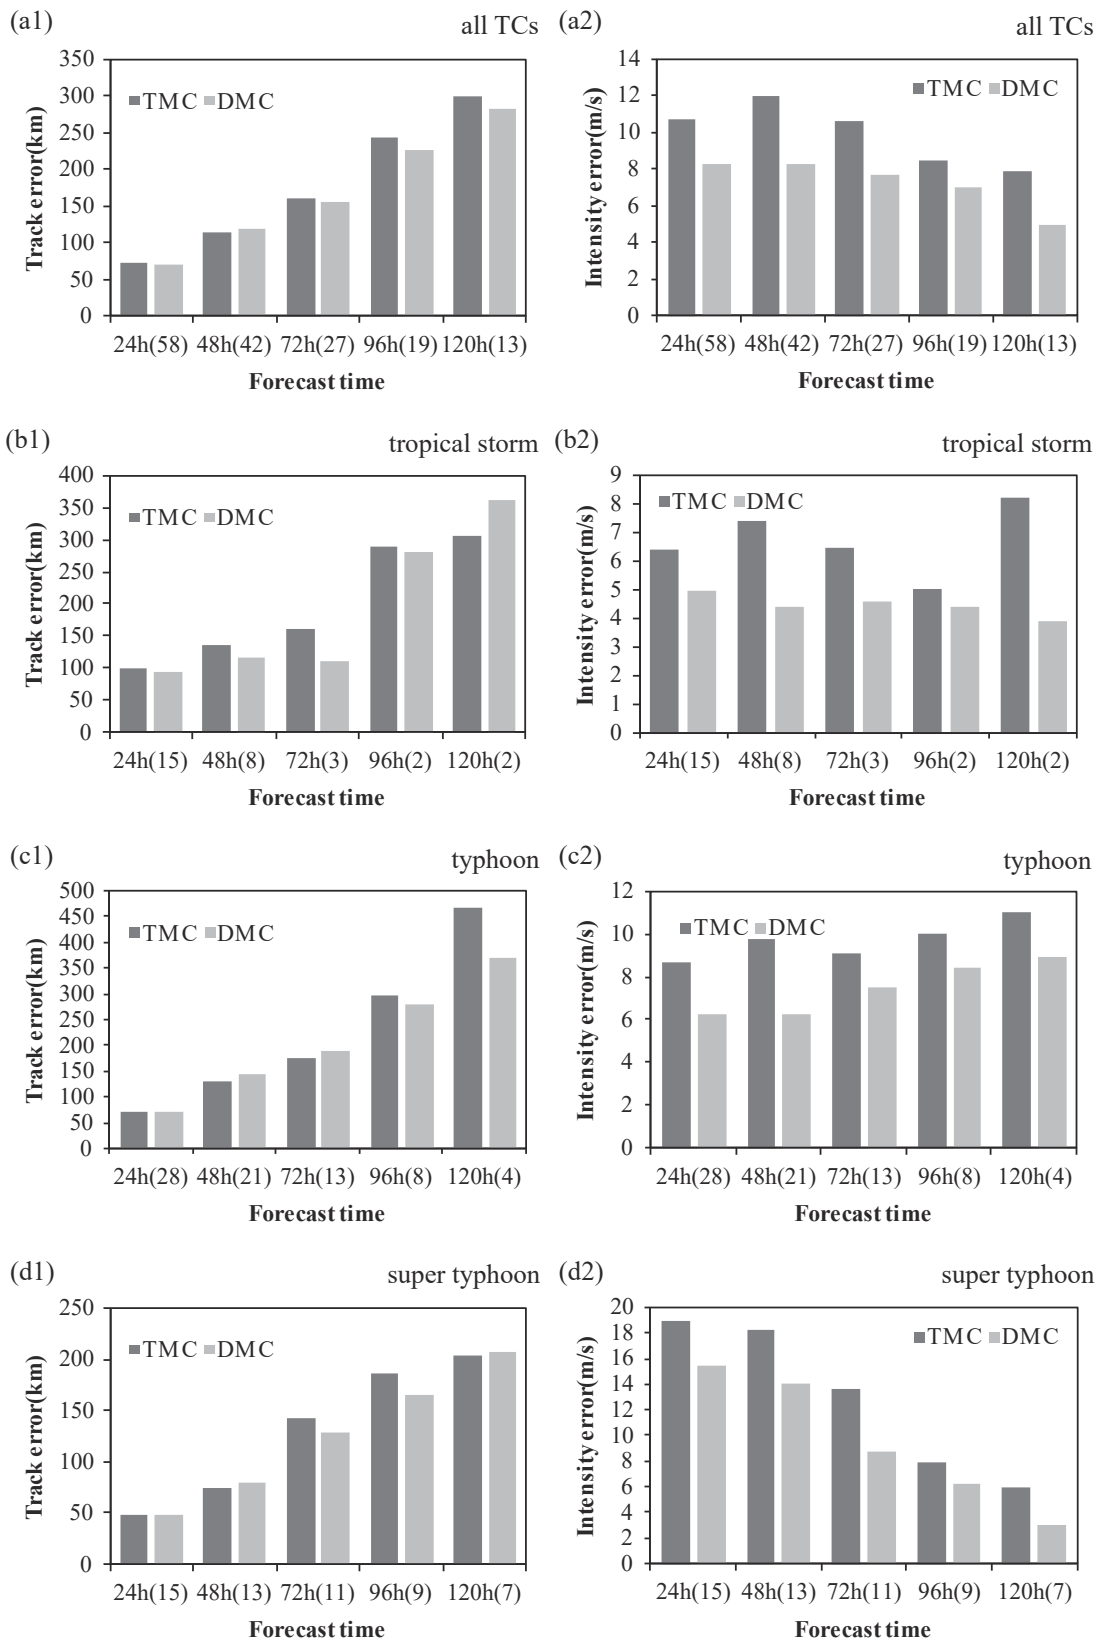 (a1)
all TCs
Track error(km)
350
300
250
200
150
100
50
0
TMC DMC
24h(58) 48h(42) 72h(27) 96h(19) 120h(13)
Forecast time
(a2)
all TCs
Intensity error(m/s)
14
12
10
8
6
4
2
0
TMC DMC
24h(58) 48h(42) 72h(27) 96h(19) 120h(13)
Forecast time
(b1)
tropical storm
Track error(km)
400
350
300
250
200
150
100
50
0
TMC DMC
24h(15) 48h(8) 72h(3) 96h(2) 120h(2)
Forecast time
(b2)
tropical storm
Intensity error(m/s)
9
8
7
6
5
4
3
2
1
0
TMC DMC
24h(15) 48h(8) 72h(3) 96h(2) 120h(2)
Forecast time
(c1)
typhoon
Track error(km)
500
450
400
350
300
250
200
150
100
50
0
TMC DMC
24h(28) 48h(21) 72h(13) 96h(8) 120h(4)
Forecast time
(c2)
typhoon
Intensity error(m/s)
12
10
8
6
4
2
0
TMC DMC
24h(28) 48h(21) 72h(13) 96h(8) 120h(4)
Forecast time
(d1)
super typhoon
Track error(km)
250
200
150
100
50
0
TMC DMC
24h(15) 48h(13) 72h(11) 96h(9) 120h(7)
Forecast time
(d2)
super typhoon
Intensity error(m/s)
20
18
16
14
12
10
8
6
4
2
0
TMC DMC
24h(15) 48h(13) 72h(11) 96h(9) 120h(7)
Forecast time